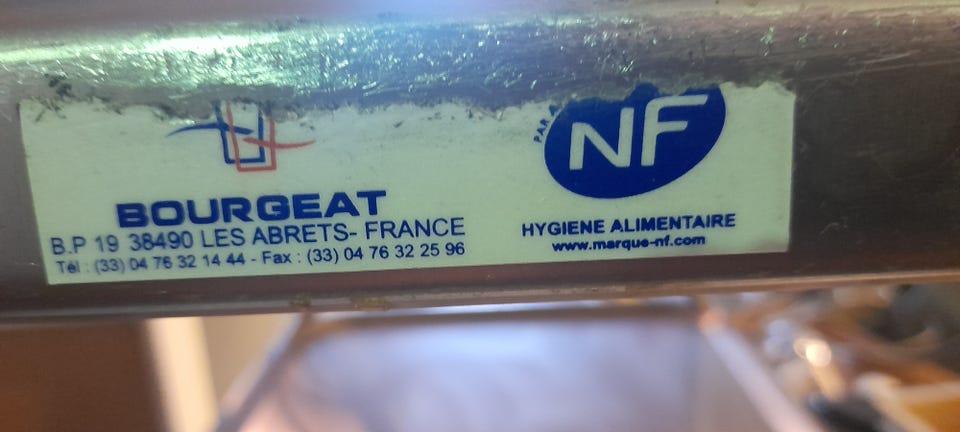 BOURGEAT
B.P 19 38490 LES ABRETS- FRANCE
Tél : (33) 04 76 32 14 44 - Fax : (33) 04 76 32 25 96
PAR
NF
HYGIENE ALIMENTAIRE
www.marque-nf.com